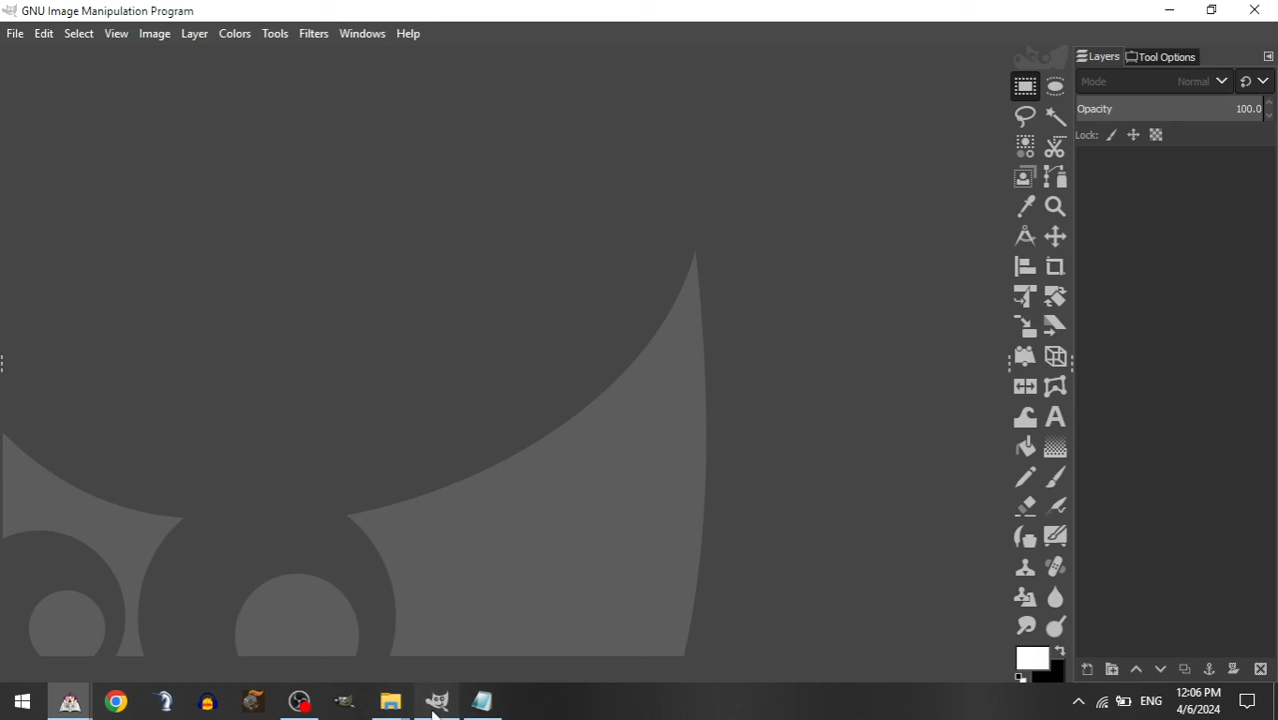 GNU Image Manipulation Program
File Edit Select View Image Layer Colors Tools Filters Windows Help
Layers Tool Options
Mode Normal
Opacity 100.0
Lock:
ENG
12:06 PM
4/6/2024